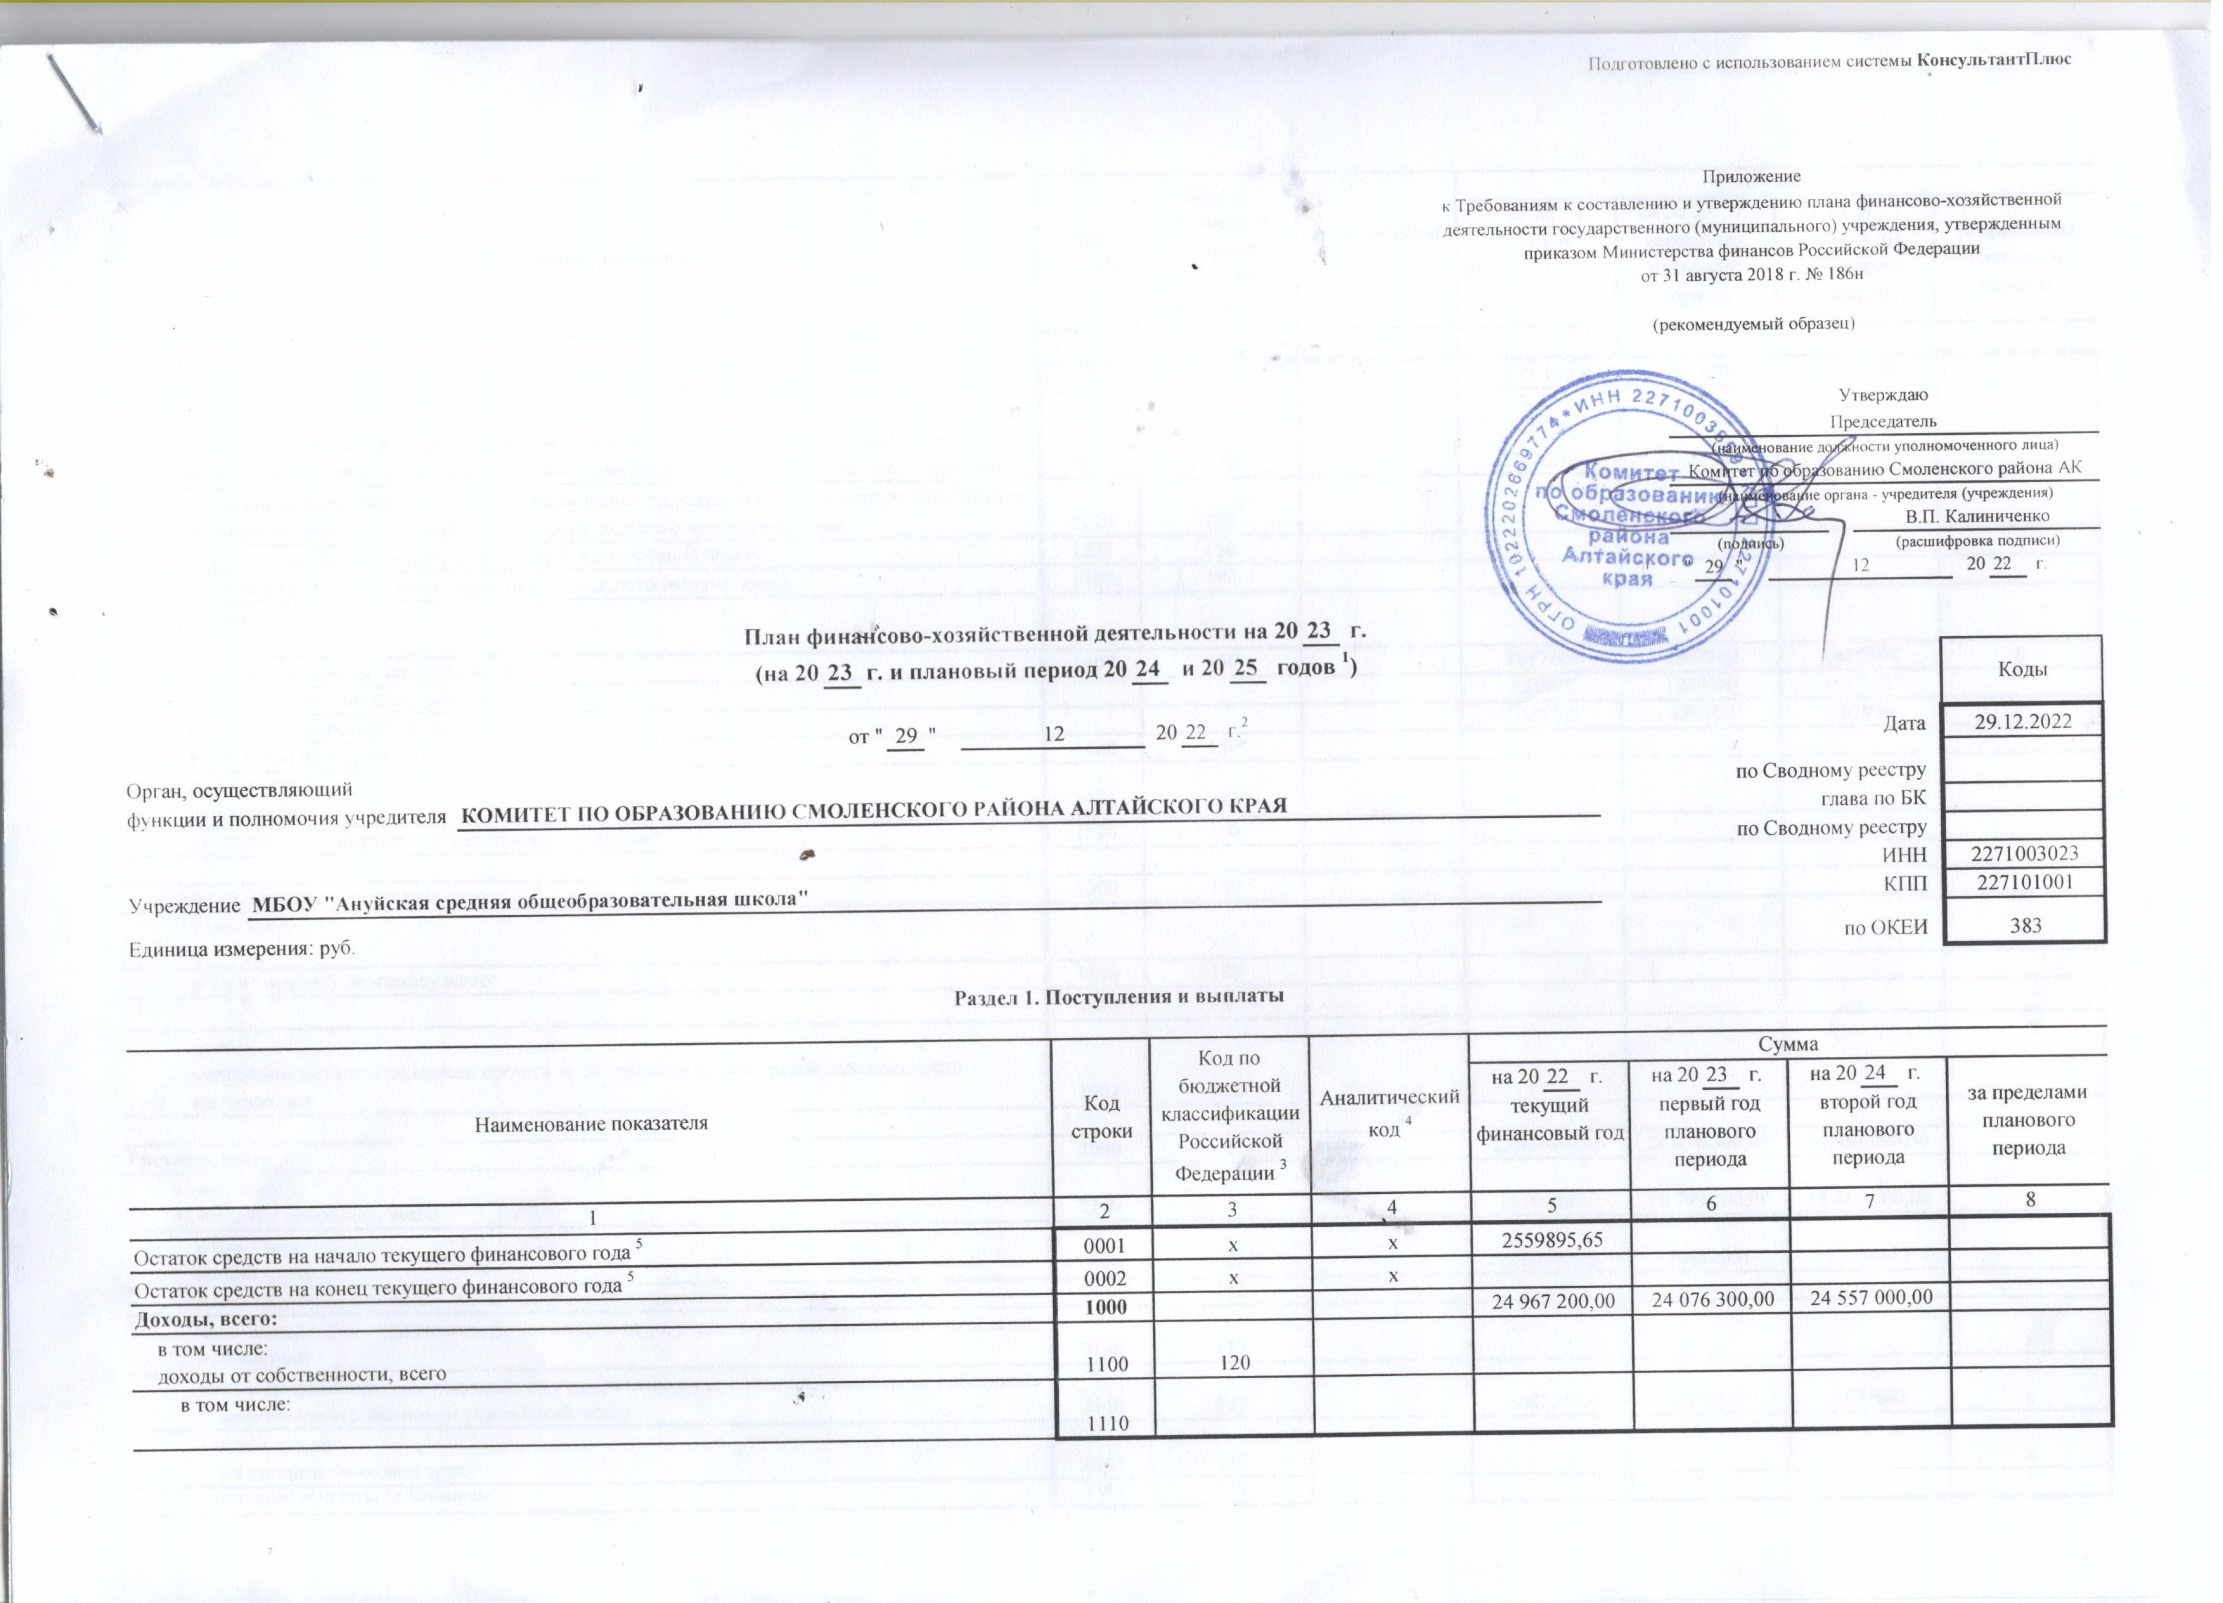 Подготовлено с использованием системы КонсультантПлюс
Приложение
к Требованиям к составлению и утверждению плана финансово-хозяйственной
деятельности государственного (муниципального) учреждения, утвержденным
приказом Министерства финансов Российской Федерации
от 31 августа 2018 г. № 186н
(рекомендуемый образец)
Утверждаю
Председатель
(наименование должности уполномоченного лица)
Комитет по образованию Смоленского района АК
(наименование органа - учредителя (учреждения)
В.П. Калиниченко
(подпись) (расшифровка подписи)
" 29 " 12 20 22 г.
Комитет
по образованию
Смоленского
района
Алтайского
края
План финансово-хозяйственной деятельности на 20 23 г.
(на 20 23 г. и плановый период 20 24 и 20 25 годов 1)
от " 29 " 12 20 22 г.2
Коды
Дата 29.12.2022
по Сводному реестру
глава по БК
по Сводному реестру
ИНН 2271003023
КПП 227101001
по ОКЕИ 383
Орган, осуществляющий
функции и полномочия учредителя КОМИТЕТ ПО ОБРАЗОВАНИЮ СМОЛЕНСКОГО РАЙОНА АЛТАЙСКОГО КРАЯ
Учреждение МБОУ "Ануйская средняя общеобразовательная школа"
Единица измерения: руб.
Раздел 1. Поступления и выплаты
Наименование показателя
Код
строки
Код по
бюджетной
классификации
Российской
Федерации 3
Аналитический
код 4
Сумма
на 20 22 г.
текущий
финансовый год
на 20 23 г.
первый год
планового
периода
на 20 24 г.
второй год
планового
периода
за пределами
планового
периода
1 2 3 4 5 6 7 8
Остаток средств на начало текущего финансового года 5 0001 х х 2559895,65
Остаток средств на конец текущего финансового года 5 0002 х х
Доходы, всего: 1000 24 967 200,00 24 076 300,00 24 557 000,00
в том числе:
доходы от собственности, всего 1100 120
в том числе:
1110